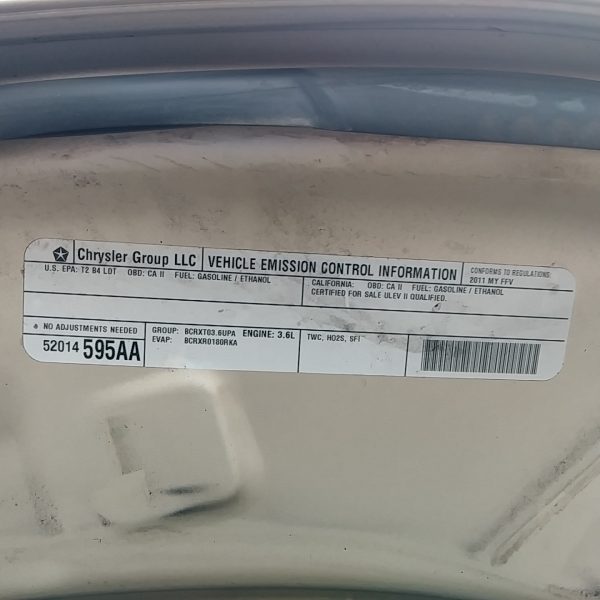 Chrysler Group LLC VEHICLE EMISSION CONTROL INFORMATION CONFORMS TO REGULATIONS:
2011 MY FFV
U.S. EPA: T2 B4 LDT OBD: CA II FUEL: GASOLINE / ETHANOL
CALIFORNIA: OBD: CA II FUEL: GASOLINE / ETHANOL
CERTIFIED FOR SALE ULEV II QUALIFIED.
NO ADJUSTMENTS NEEDED
52014 595AA
GROUP: BCRXT03.6UPA ENGINE: 3.6L
EVAP: BCRXR0180RKA
TWC, HO2S, SFI